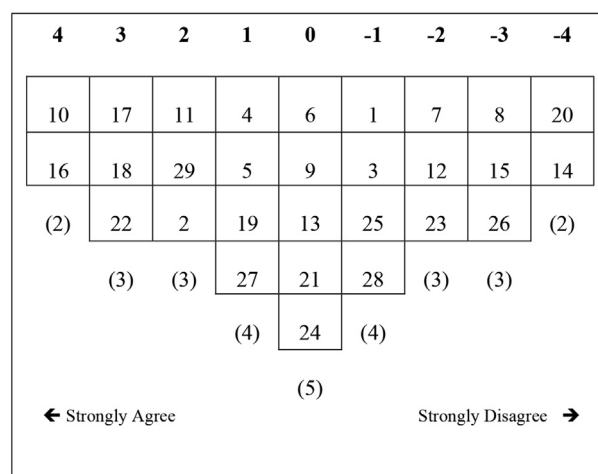 4 3 2 1 0 -1 -2 -3 -4
10 17 11 4 6 1 7 8 20
16 18 29 5 9 3 12 15 14
(2) 22 2 19 13 25 23 26 (2)
(3) (3) 27 21 28 (3) (3)
(4) 24 (4)
(5)
🡸 Strongly Agree Strongly Disagree 🡺